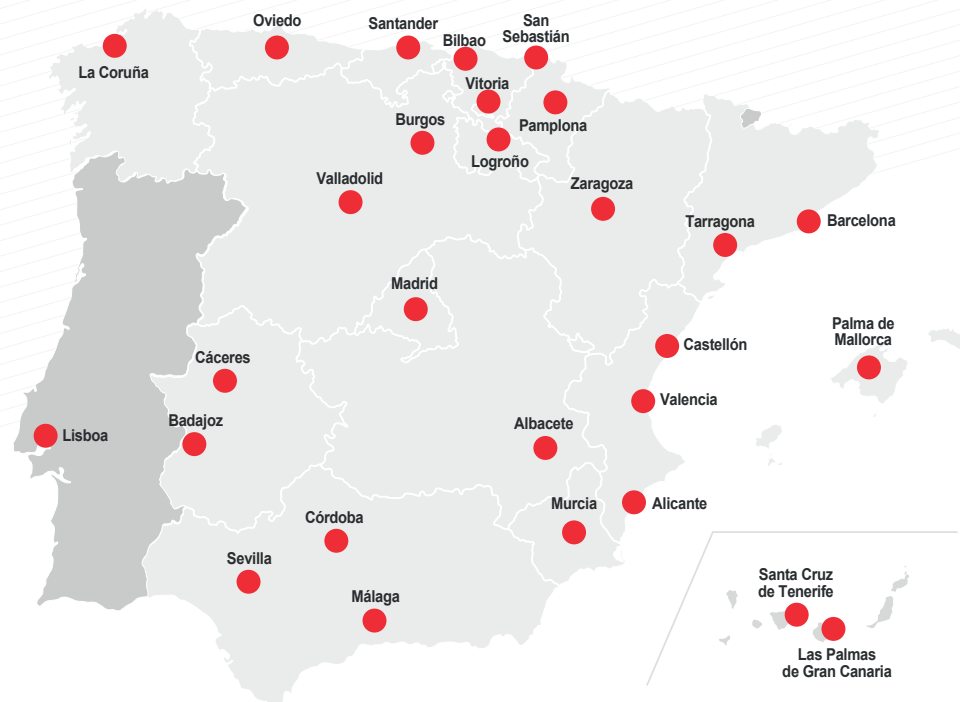 Oviedo
Santander
San
Sebastián
Bilbao
La Coruña
Vitoria
Burgos
Pamplona
Logroño
Valladolid
Zaragoza
Tarragona
Barcelona
Madrid
Palma de
Mallorca
Castellón
Cáceres
Valencia
Badajoz
Albacete
Lisboa
Murcia
Alicante
Córdoba
Sevilla
Santa Cruz
de Tenerife
Málaga
Las Palmas
de Gran Canaria